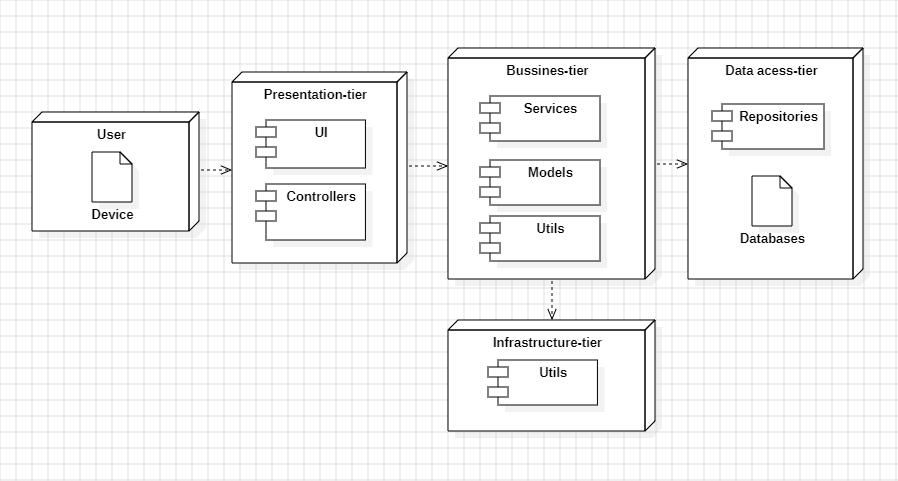 User
Device
Presentation-tier
UI
Controllers
Bussines-tier
Services
Models
Utils
Data acess-tier
Repositories
Databases
Infrastructure-tier
Utils